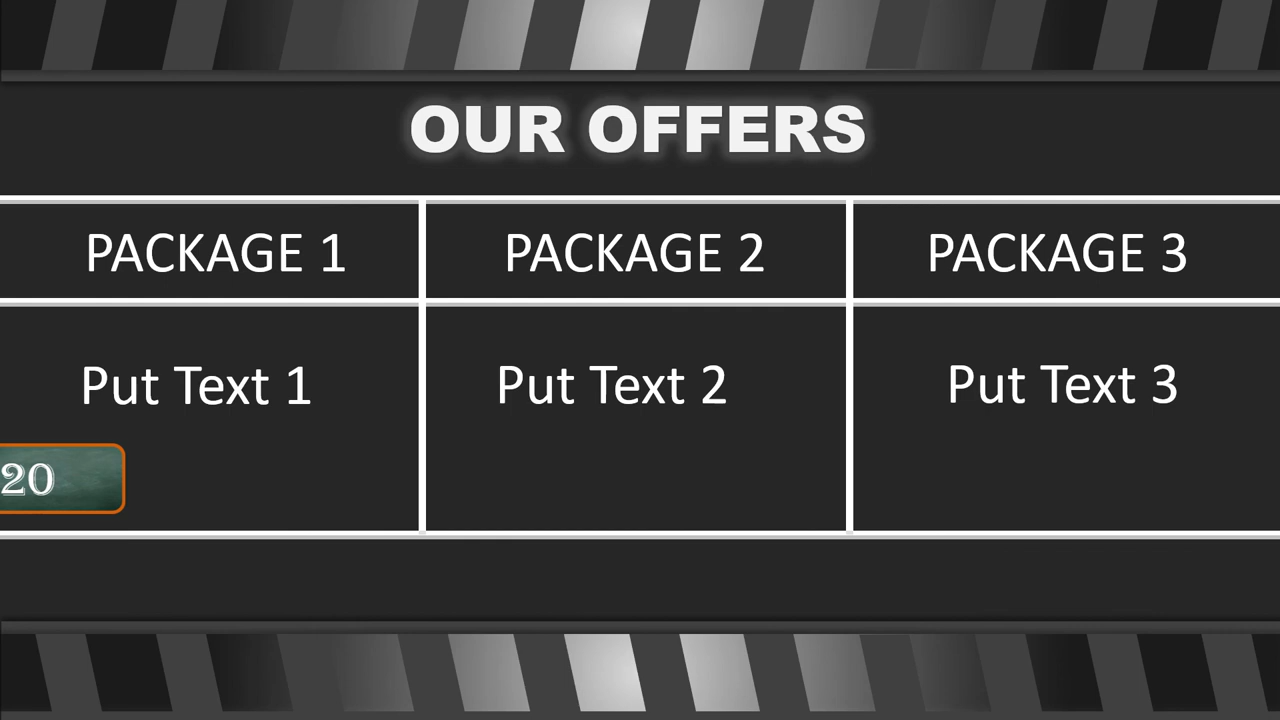 OUR OFFERS
PACKAGE 1
PACKAGE 2
PACKAGE 3
Put Text 1
Put Text 2
Put Text 3
20